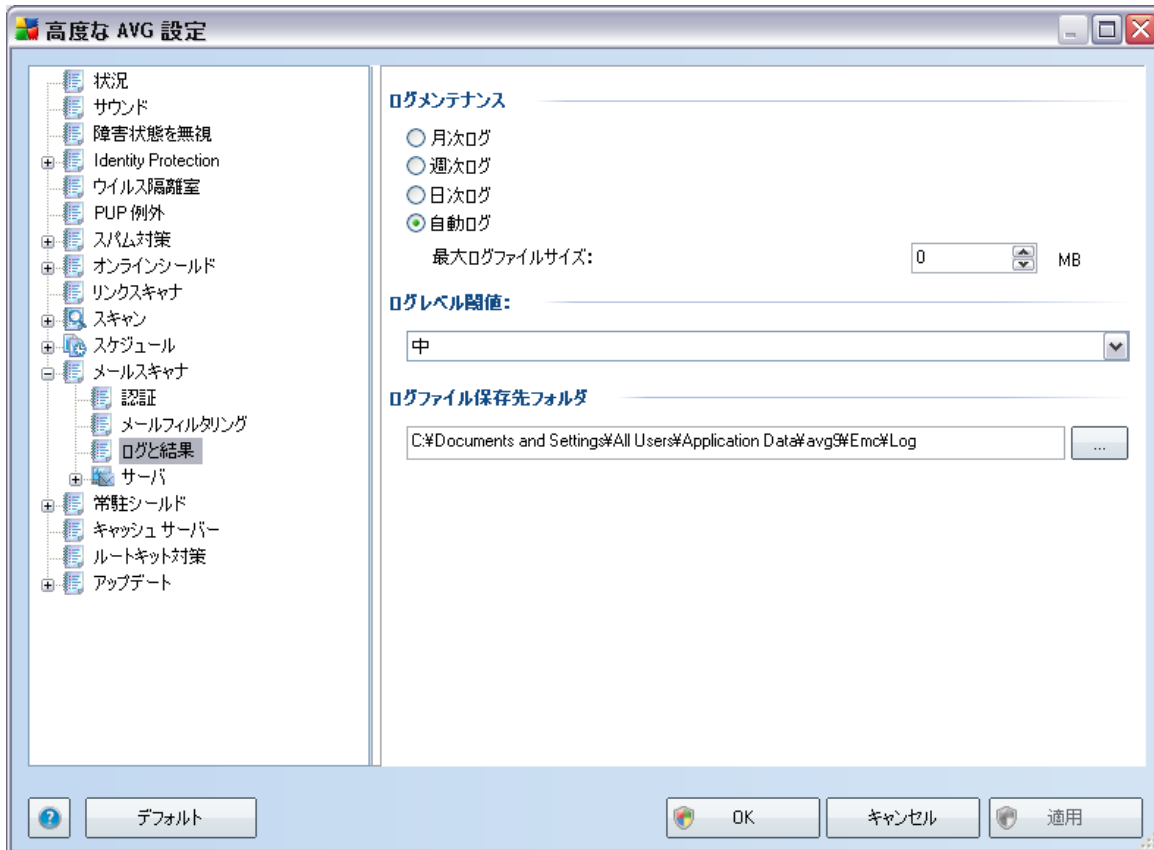 高度な AVG 設定
状況
サウンド
障害状態を無視
Identity Protection
ウイルス隔離室
PUP 例外
スパム対策
オンラインシールド
リンクスキャナ
スキャン
スケジュール
メールスキャナ
認証
メールフィルタリング
ログと結果
サーバ
常駐シールド
キャッシュ サーバー
ルートキット対策
アップデート
ログメンテナンス
月次ログ
週次ログ
日次ログ
自動ログ
最大ログファイルサイズ: 0 MB
ログレベル閾値:
中
ログファイル保存先フォルダ
C:¥Documents and Settings¥All Users¥Application Data¥avg9¥Emc¥Log ...
? デフォルト OK キャンセル 適用